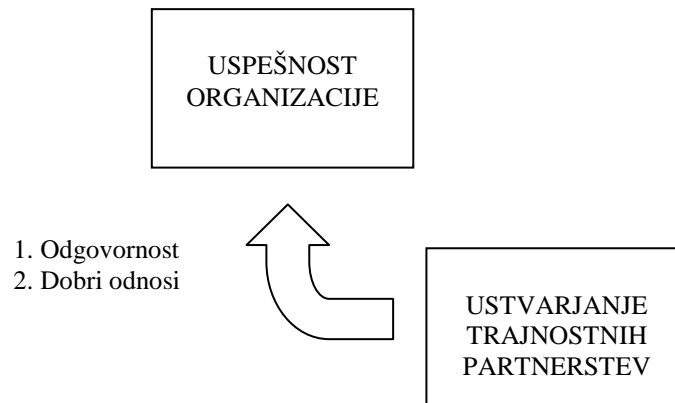 USPEŠNOST
ORGANIZACIJE
1. Odgovornost
2. Dobri odnosi
USTVARJANJE
TRAJNOSTNIH
PARTNERSTEV